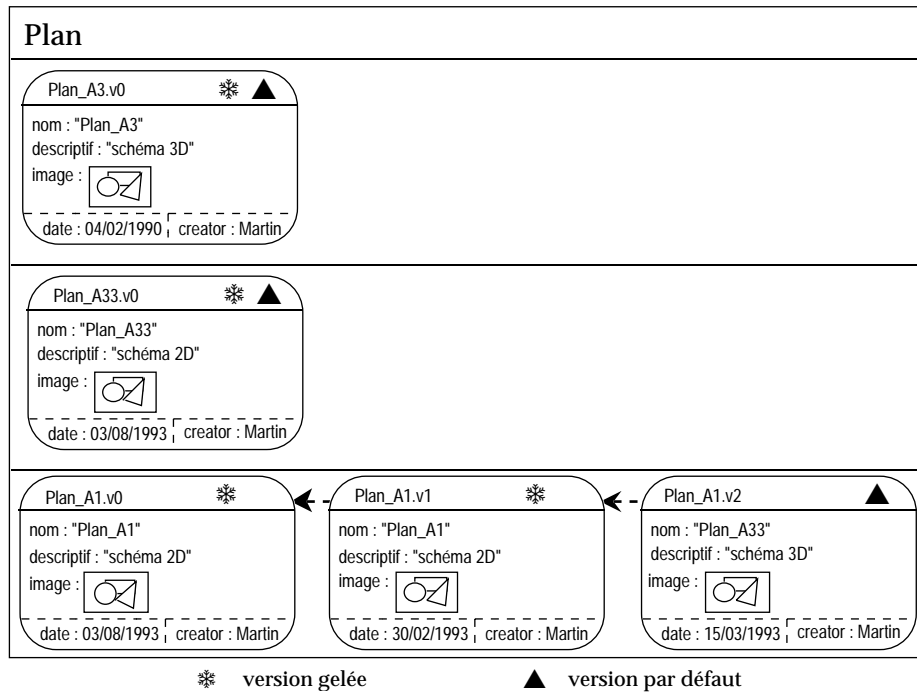 Plan
Plan_A3.v0
nom : "Plan_A3"
descriptif : "schéma 3D"
image :
date : 04/02/1990 creator : Martin
Plan_A33.v0
nom : "Plan_A33"
descriptif : "schéma 2D"
image :
date : 03/08/1993 creator : Martin
Plan_A1.v0
nom : "Plan_A1"
descriptif : "schéma 2D"
image :
date : 03/08/1993 creator : Martin
Plan_A1.v1
nom : "Plan_A1"
descriptif : "schéma 2D"
image :
date : 30/02/1993 creator : Martin
Plan_A1.v2
nom : "Plan_A33"
descriptif : "schéma 3D"
image :
date : 15/03/1993 creator : Martin
version gelée
version par défaut